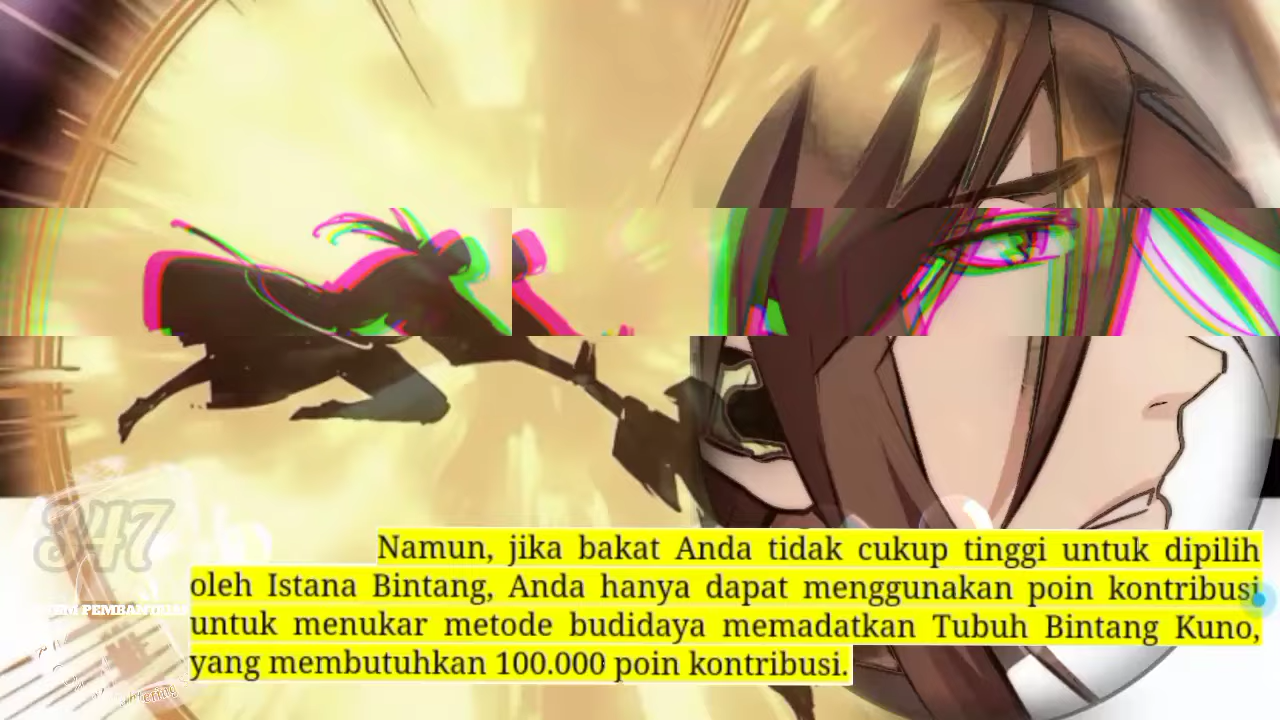 347
Namun, jika bakat Anda tidak cukup tinggi untuk dipilih
oleh Istana Bintang, Anda hanya dapat menggunakan poin kontribusi
untuk menukar metode budidaya memadatkan Tubuh Bintang Kuno,
yang membutuhkan 100.000 poin kontribusi.